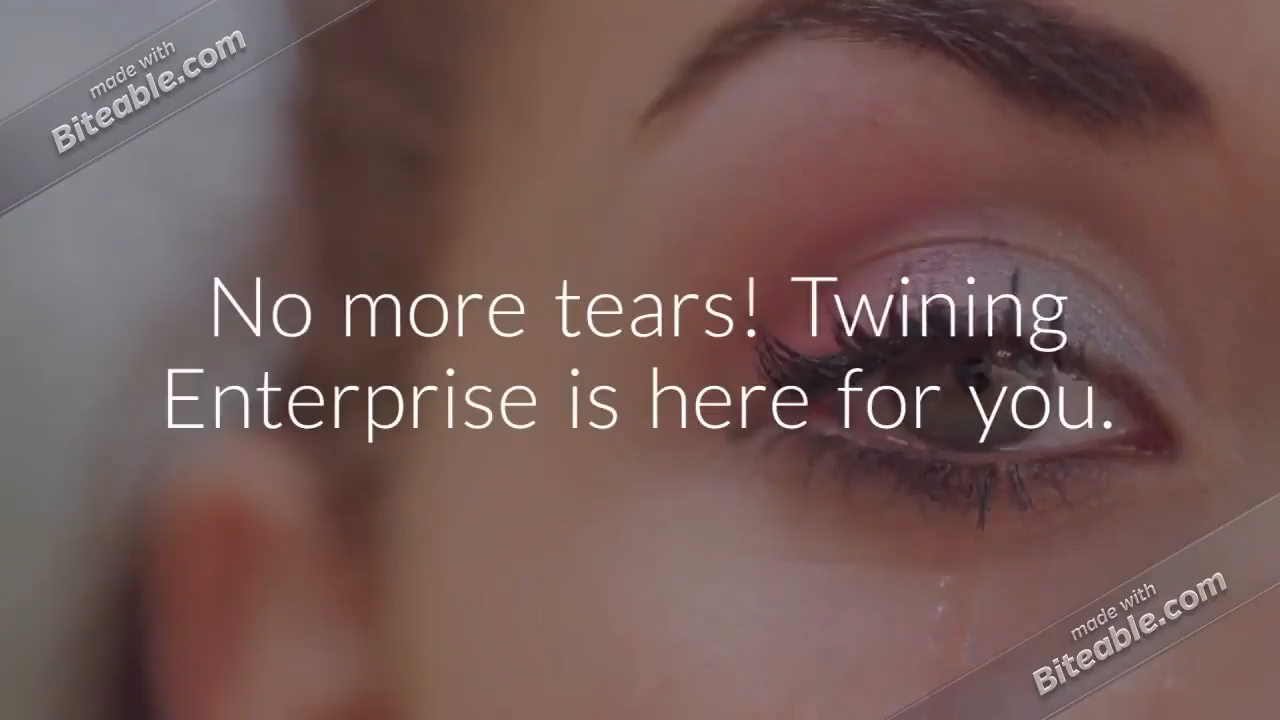 made with
Biteable.com
No more tears! Twining
Enterprise is here for you.
made with
Biteable.com